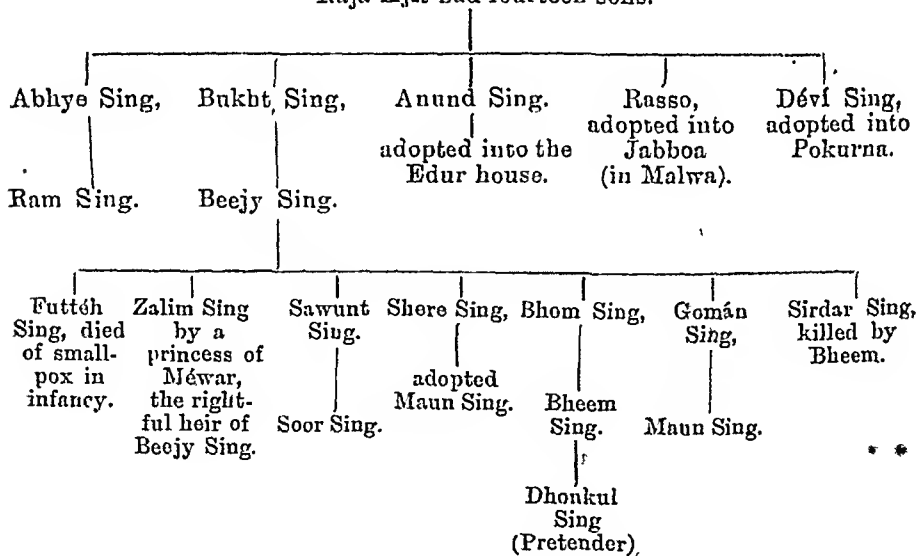 Raja Ajit had fourteen sons.
Abhye Sing,
Ram Sing.
Bukht Sing,
Beejy Sing.
Anund Sing.
adopted into the
Edur house.
Rasso,
adopted into
Jabboa
(in Malwa).
Déví Sing,
adopted into
Pokurna.
Futtéh
Sing, died
of small-
pox in
infancy.
Zalim Sing
by a
princess of
Méwar,
the right-
ful heir of
Beejy Sing.
Sawunt
Sing.
Soor Sing.
Shere Sing,
adopted
Maun Sing.
Bhom Sing,
Bheem
Sing.
Dhonkul
Sing
(Pretender)
Gomán
Sing,
Maun Sing.
Sirdar Sing,
killed by
Bheem.